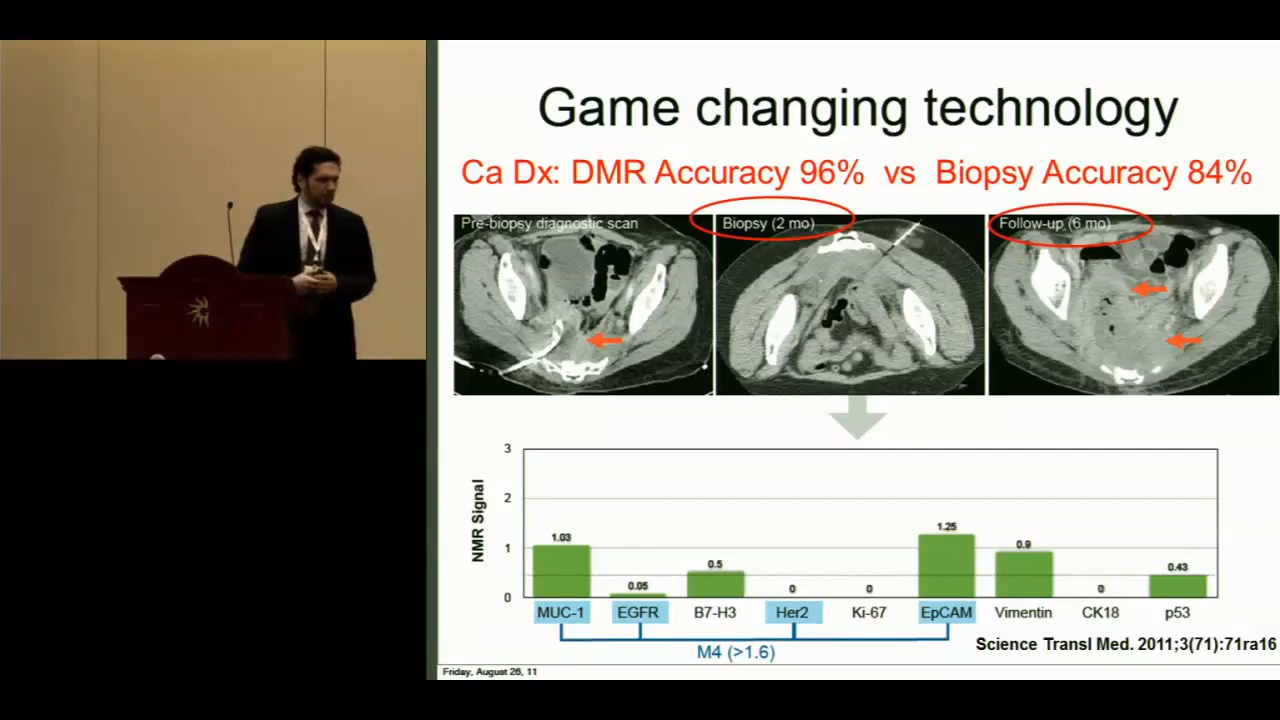 Game changing technology
Ca Dx: DMR Accuracy 96% vs Biopsy Accuracy 84%
Pre-biopsy diagnostic scan
Biopsy (2 mo)
Follow-up (6 mo)
NMR Signal
3
2
1
0
1.03
0.05
0.5
0
0
1.25
0.9
0
0.43
MUC-1
EGFR
B7-H3
Her2
Ki-67
EpCAM
Vimentin
CK18
p53
M4 (>1.6)
Science Transl Med. 2011;3(71):71ra16
Friday, August 26, 11